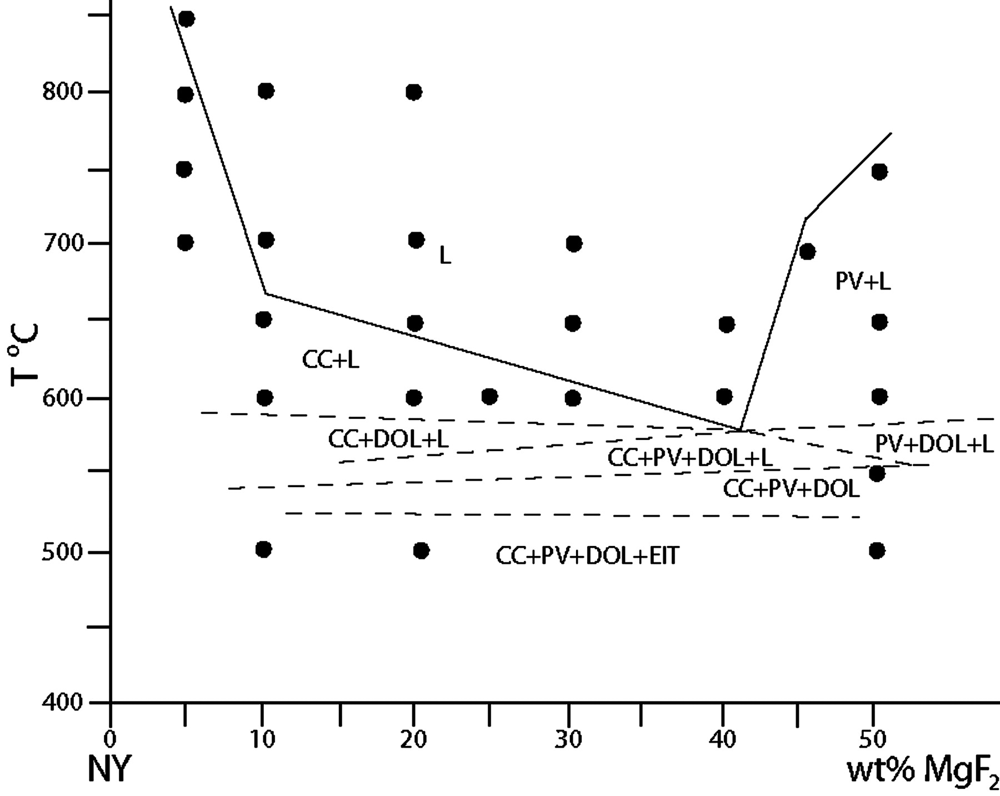 800
700
L
PV+L
T °C
CC+L
600
CC+DOL+L
PV+DOL+L
CC+PV+DOL+L
CC+PV+DOL
500
CC+PV+DOL+EIT
400
0 10 20 30 40 50
NY wt% MgF₂